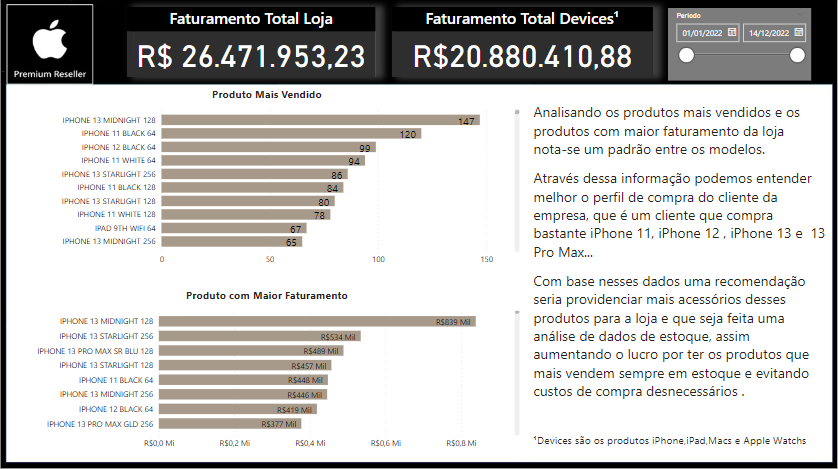 Premium Reseller
Faturamento Total Loja
R$ 26.471.953,23
Faturamento Total Devices¹
R$20.880.410,88
Período
01/01/2022
14/12/2022
Produto Mais Vendido
IPHONE 13 MIDNIGHT 128 147
IPHONE 11 BLACK 64 120
IPHONE 12 BLACK 64 99
IPHONE 11 WHITE 64 94
IPHONE 13 STARLIGHT 256 86
IPHONE 11 BLACK 128 84
IPHONE 13 STARLIGHT 128 80
IPHONE 11 WHITE 128 78
IPAD 9TH WIFI 64 67
IPHONE 13 MIDNIGHT 256 65
0 50 100 150
Produto com Maior Faturamento
IPHONE 13 MIDNIGHT 128 R$839 Mil
IPHONE 13 STARLIGHT 256 R$534 Mil
IPHONE 13 PRO MAX SR BLU 128 R$489 Mil
IPHONE 13 STARLIGHT 128 R$457 Mil
IPHONE 11 BLACK 64 R$448 Mil
IPHONE 13 MIDNIGHT 256 R$446 Mil
IPHONE 12 BLACK 64 R$419 Mil
IPHONE 13 PRO MAX GLD 256 R$377 Mil
R$0,0 Mi R$0,2 Mi R$0,4 Mi R$0,6 Mi R$0,8 Mi
Analisando os produtos mais vendidos e os
produtos com maior faturamento da loja
nota-se um padrão entre os modelos.
Através dessa informação podemos entender
melhor o perfil de compra do cliente da
empresa, que é um cliente que compra
bastante iPhone 11, iPhone 12 , iPhone 13 e 13
Pro Max...
Com base nesses dados uma recomendação
seria providenciar mais acessórios desses
produtos para a loja e que seja feita uma
análise de dados de estoque, assim
aumentando o lucro por ter os produtos que
mais vendem sempre em estoque e evitando
custos de compra desnecessários .
¹Devices são os produtos iPhone,iPad,Macs e Apple Watchs